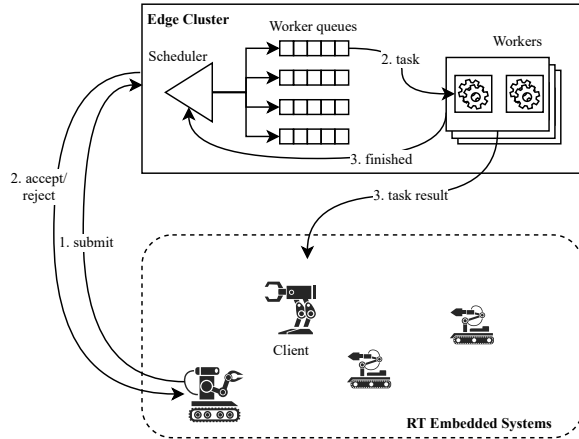 Edge Cluster
Worker queues
Scheduler
Workers
2. task
3. finished
2. accept/
reject
1. submit
3. task result
Client
RT Embedded Systems